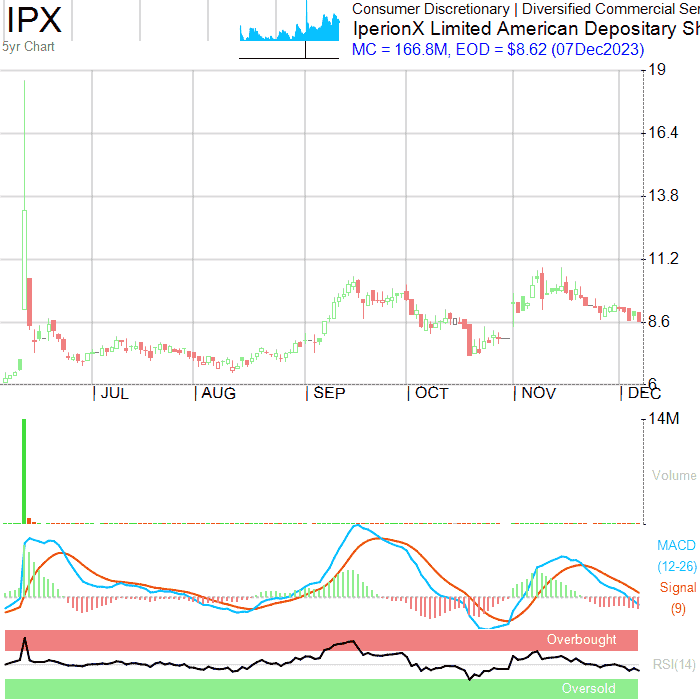 IPX
5yr Chart
Consumer Discretionary | Diversified Commercial Ser
IperionX Limited American Depositary Sh
MC = 166.8M, EOD = $8.62 (07Dec2023)
19
16.4
13.8
11.2
8.6
6
JUL
AUG
SEP
OCT
NOV
DEC
14M
Volume
MACD
(12-26)
Signal
(9)
Overbought
RSI(14)
Oversold